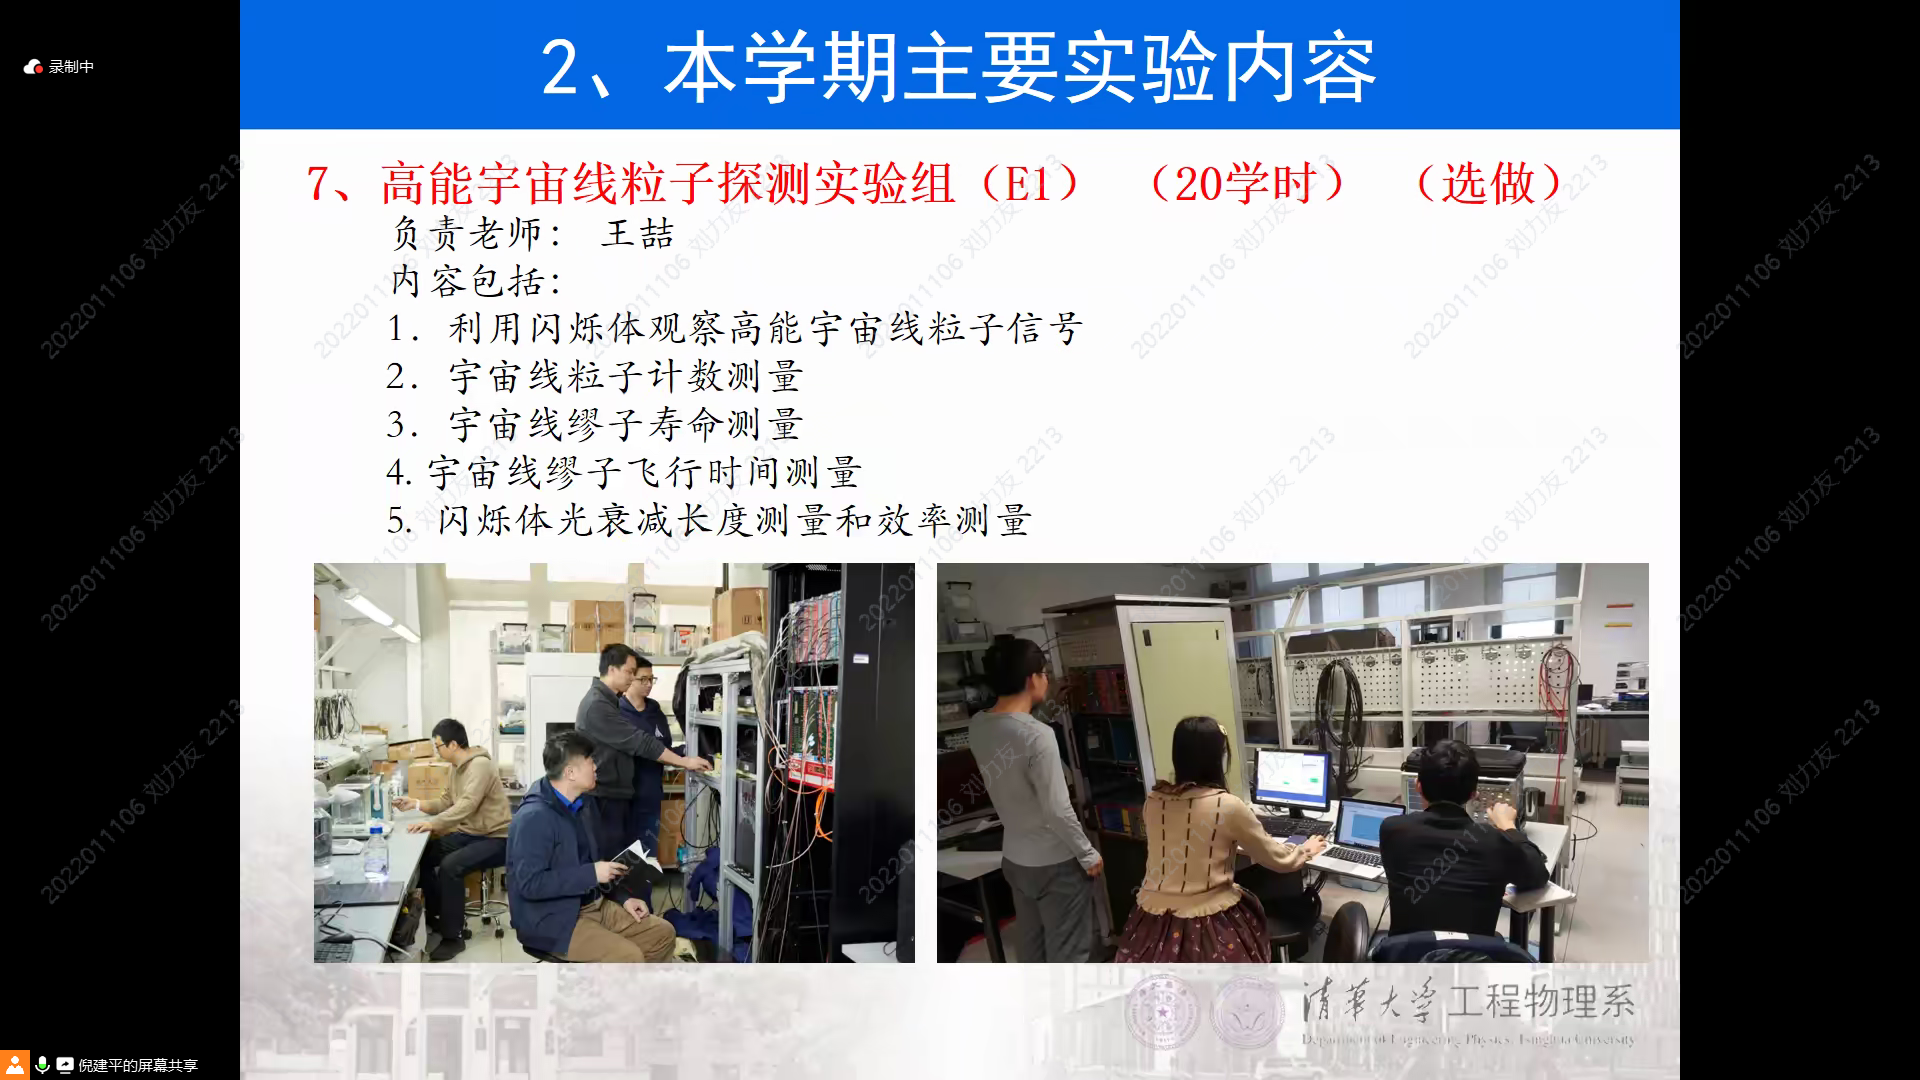 录制中
2、本学期主要实验内容
7、高能宇宙线粒子探测实验组（E1） （20学时） （选做）
负责老师： 王喆
内容包括：
1. 利用闪烁体观察高能宇宙线粒子信号
2. 宇宙线粒子计数测量
3. 宇宙线缪子寿命测量
4. 宇宙线缪子飞行时间测量
5. 闪烁体光衰减长度测量和效率测量
清华大学 工程物理系
Department of Engineering Physics, Tsinghua University
倪建平的屏幕共享
2022011106 刘力友 2213